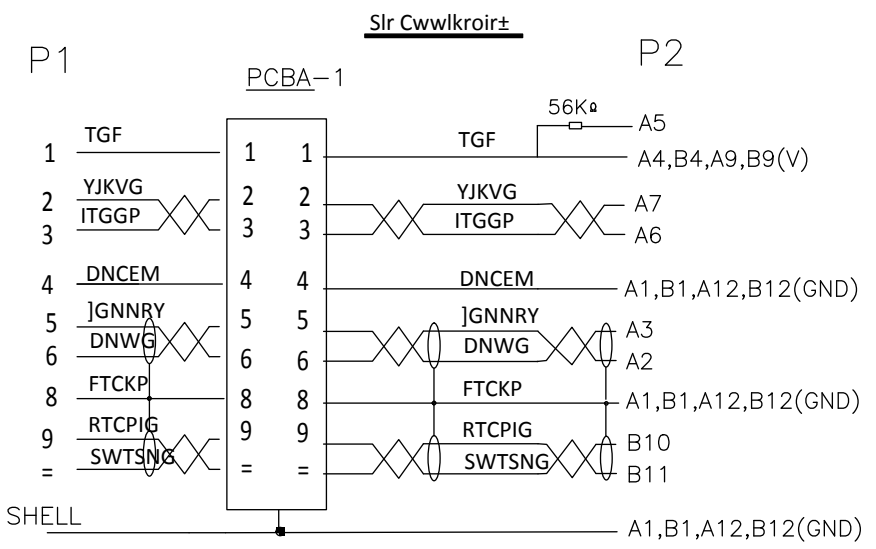 Slr Cwwlkroir±
P1 P2
PCBA-1
56KΩ A5
1 TGF 1 1 TGF A4,B4,A9,B9(V)
2 YJKVG 2 2 YJKVG A7
3 ITGGP 3 3 ITGGP A6
4 DNCEM 4 4 DNCEM A1,B1,A12,B12(GND)
5 ]GNNRY 5 5 ]GNNRY A3
6 DNWG 6 6 DNWG A2
8 FTCKP 8 8 FTCKP A1,B1,A12,B12(GND)
9 RTCPIG 9 9 RTCPIG B10
= SWTSNG = = SWTSNG B11
SHELL A1,B1,A12,B12(GND)